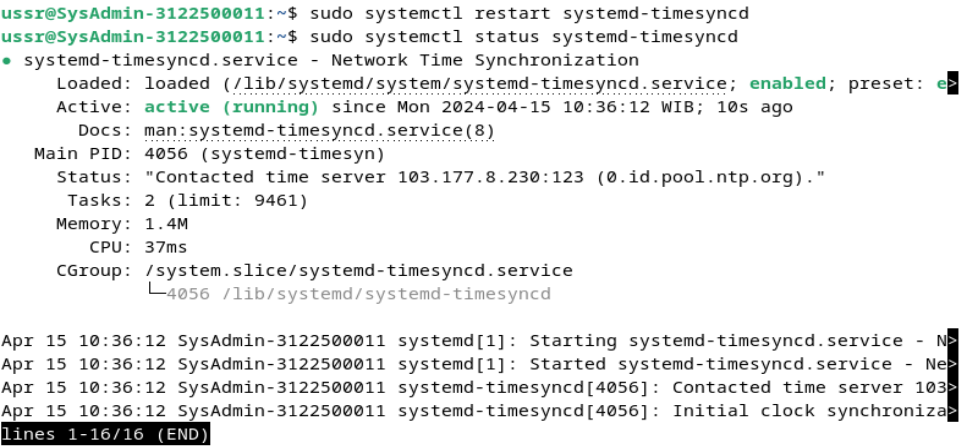 ussr@SysAdmin-3122500011:~$ sudo systemctl restart systemd-timesyncd
ussr@SysAdmin-3122500011:~$ sudo systemctl status systemd-timesyncd
● systemd-timesyncd.service - Network Time Synchronization
     Loaded: loaded (/lib/systemd/system/systemd-timesyncd.service; enabled; preset: e>
     Active: active (running) since Mon 2024-04-15 10:36:12 WIB; 10s ago
       Docs: man:systemd-timesyncd.service(8)
   Main PID: 4056 (systemd-timesyn)
     Status: "Contacted time server 103.177.8.230:123 (0.id.pool.ntp.org)."
      Tasks: 2 (limit: 9461)
     Memory: 1.4M
        CPU: 37ms
     CGroup: /system.slice/systemd-timesyncd.service
             └─4056 /lib/systemd/systemd-timesyncd

Apr 15 10:36:12 SysAdmin-3122500011 systemd[1]: Starting systemd-timesyncd.service - N>
Apr 15 10:36:12 SysAdmin-3122500011 systemd[1]: Started systemd-timesyncd.service - Ne>
Apr 15 10:36:12 SysAdmin-3122500011 systemd-timesyncd[4056]: Contacted time server 103>
Apr 15 10:36:12 SysAdmin-3122500011 systemd-timesyncd[4056]: Initial clock synchroniza>
lines 1-16/16 (END)